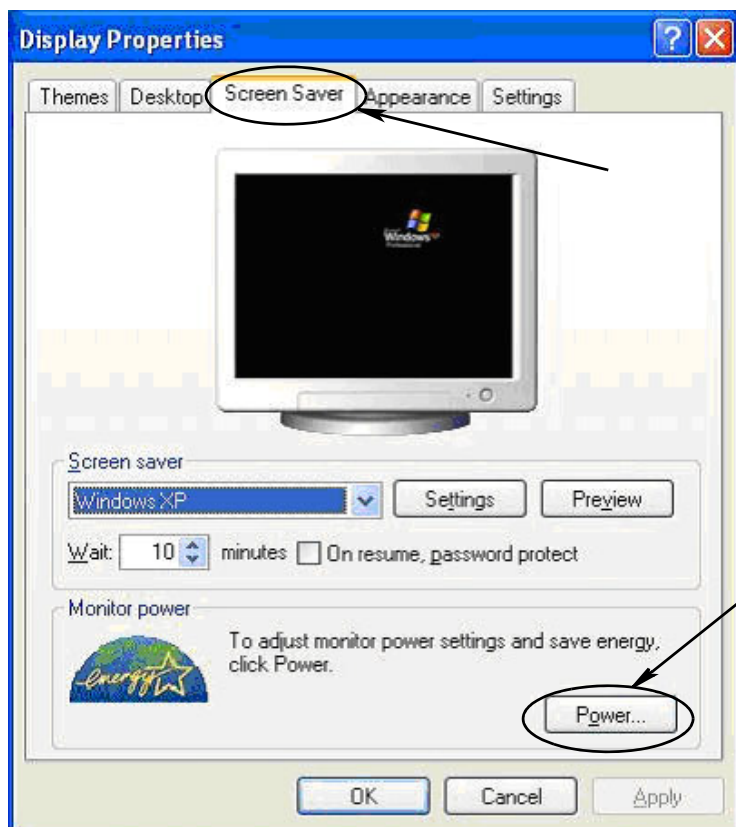 Display Properties
Themes Desktop Screen Saver Appearance Settings
Windows XP
Screen saver
Windows XP Settings Preview
Wait: 10 minutes On resume, password protect
Monitor power
To adjust monitor power settings and save energy,
click Power.
energy
Power...
OK Cancel Apply